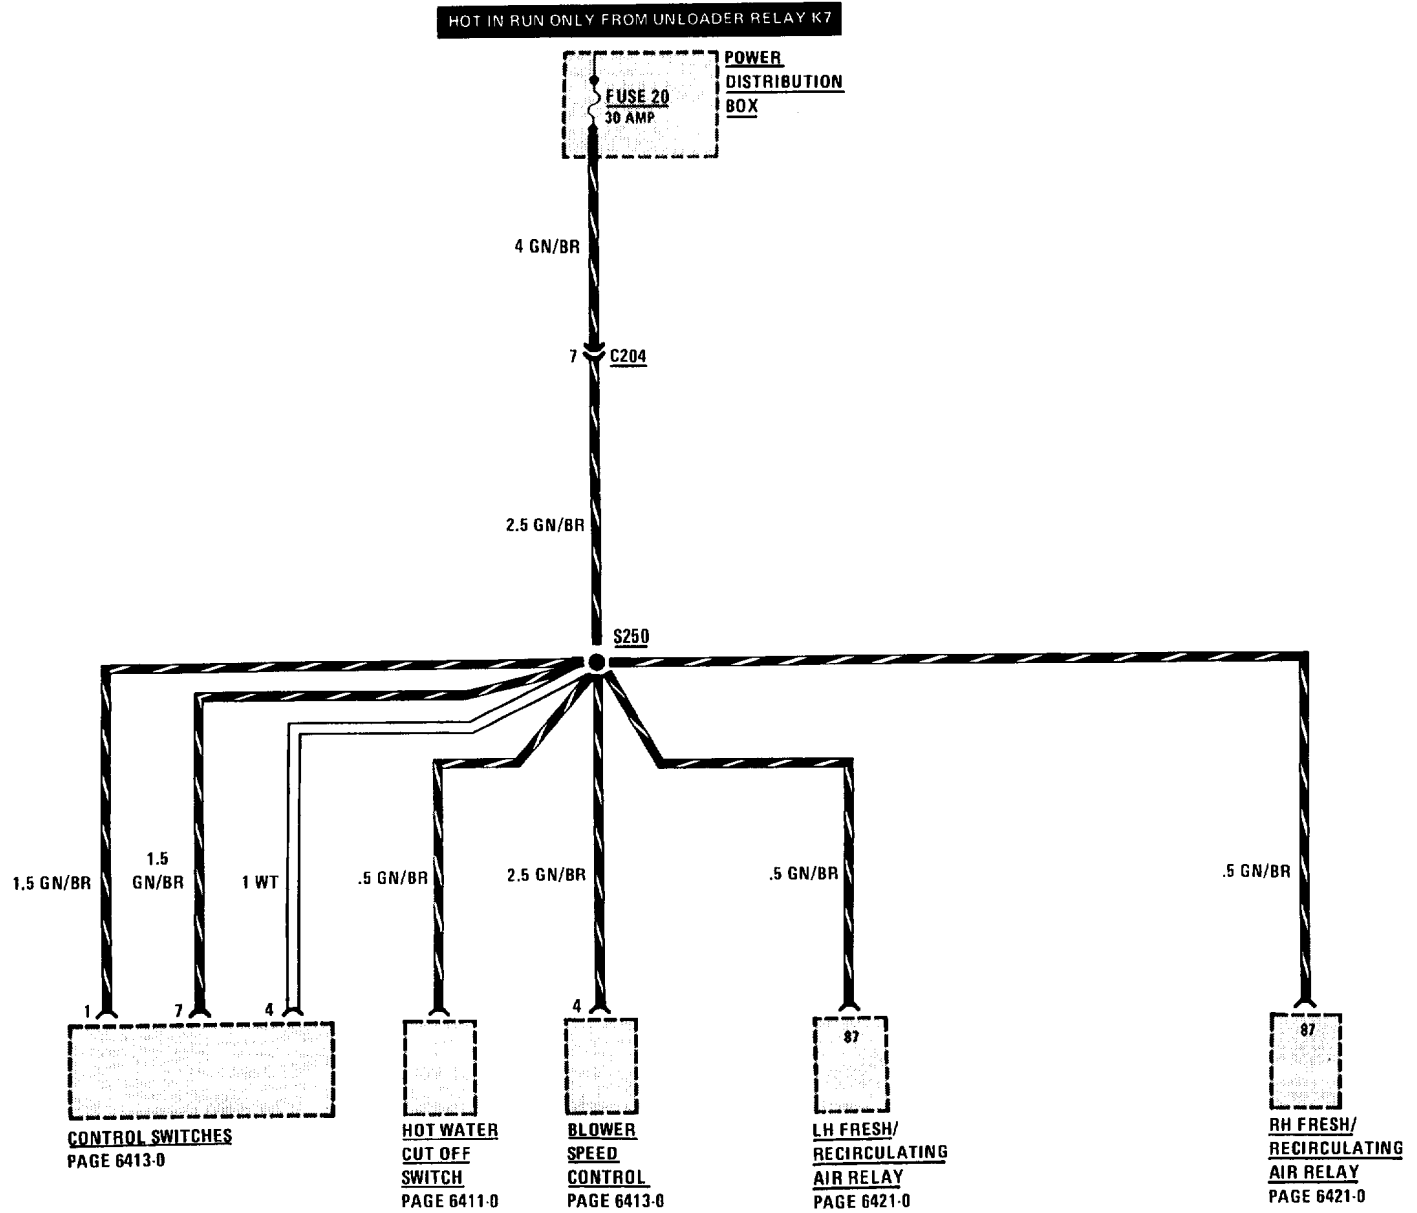 HOT IN RUN ONLY FROM UNLOADER RELAY K7
POWER
DISTRIBUTION
BOX
FUSE 20
30 AMP
4 GN/BR
7
C204
2.5 GN/BR
S250
1.5 GN/BR
1.5
GN/BR
1 WT
.5 GN/BR
2.5 GN/BR
.5 GN/BR
.5 GN/BR
1
7
4
4
87
87
CONTROL SWITCHES
PAGE 6413-0
HOT WATER
CUT OFF
SWITCH
PAGE 6411-0
BLOWER
SPEED
CONTROL
PAGE 6413-0
LH FRESH/
RECIRCULATING
AIR RELAY
PAGE 6421-0
RH FRESH/
RECIRCULATING
AIR RELAY
PAGE 6421-0